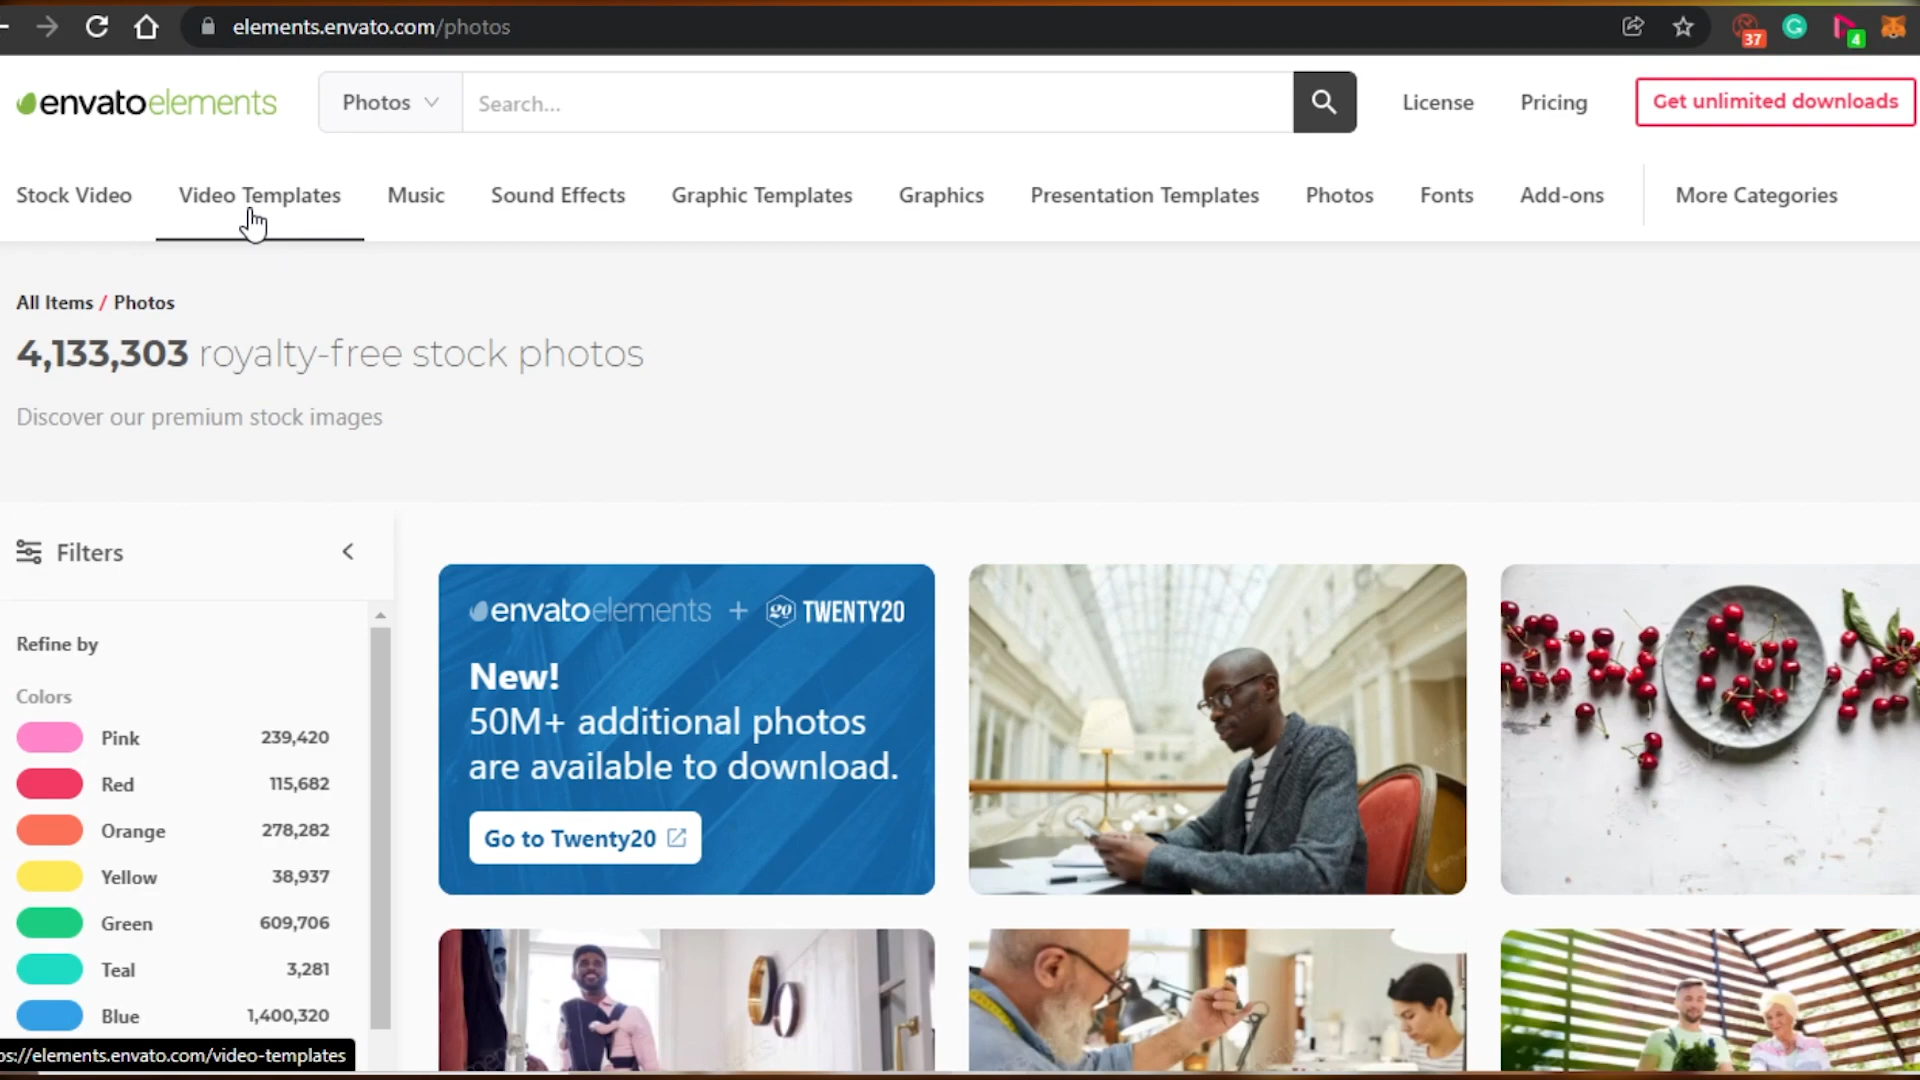 elements.envato.com/photos
37
4
envatoelements
Photos
Search...
License
Pricing
Get unlimited downloads
Stock Video
Video Templates
Music
Sound Effects
Graphic Templates
Graphics
Presentation Templates
Photos
Fonts
Add-ons
More Categories
All Items / Photos
4,133,303 royalty-free stock photos
Discover our premium stock images
Filters
Refine by
Colors
Pink 239,420
Red 115,682
Orange 278,282
Yellow 38,937
Green 609,706
Teal 3,281
Blue 1,400,320
envatoelements + 20 TWENTY20
New!
50M+ additional photos
are available to download.
Go to Twenty20
ps://elements.envato.com/video-templates